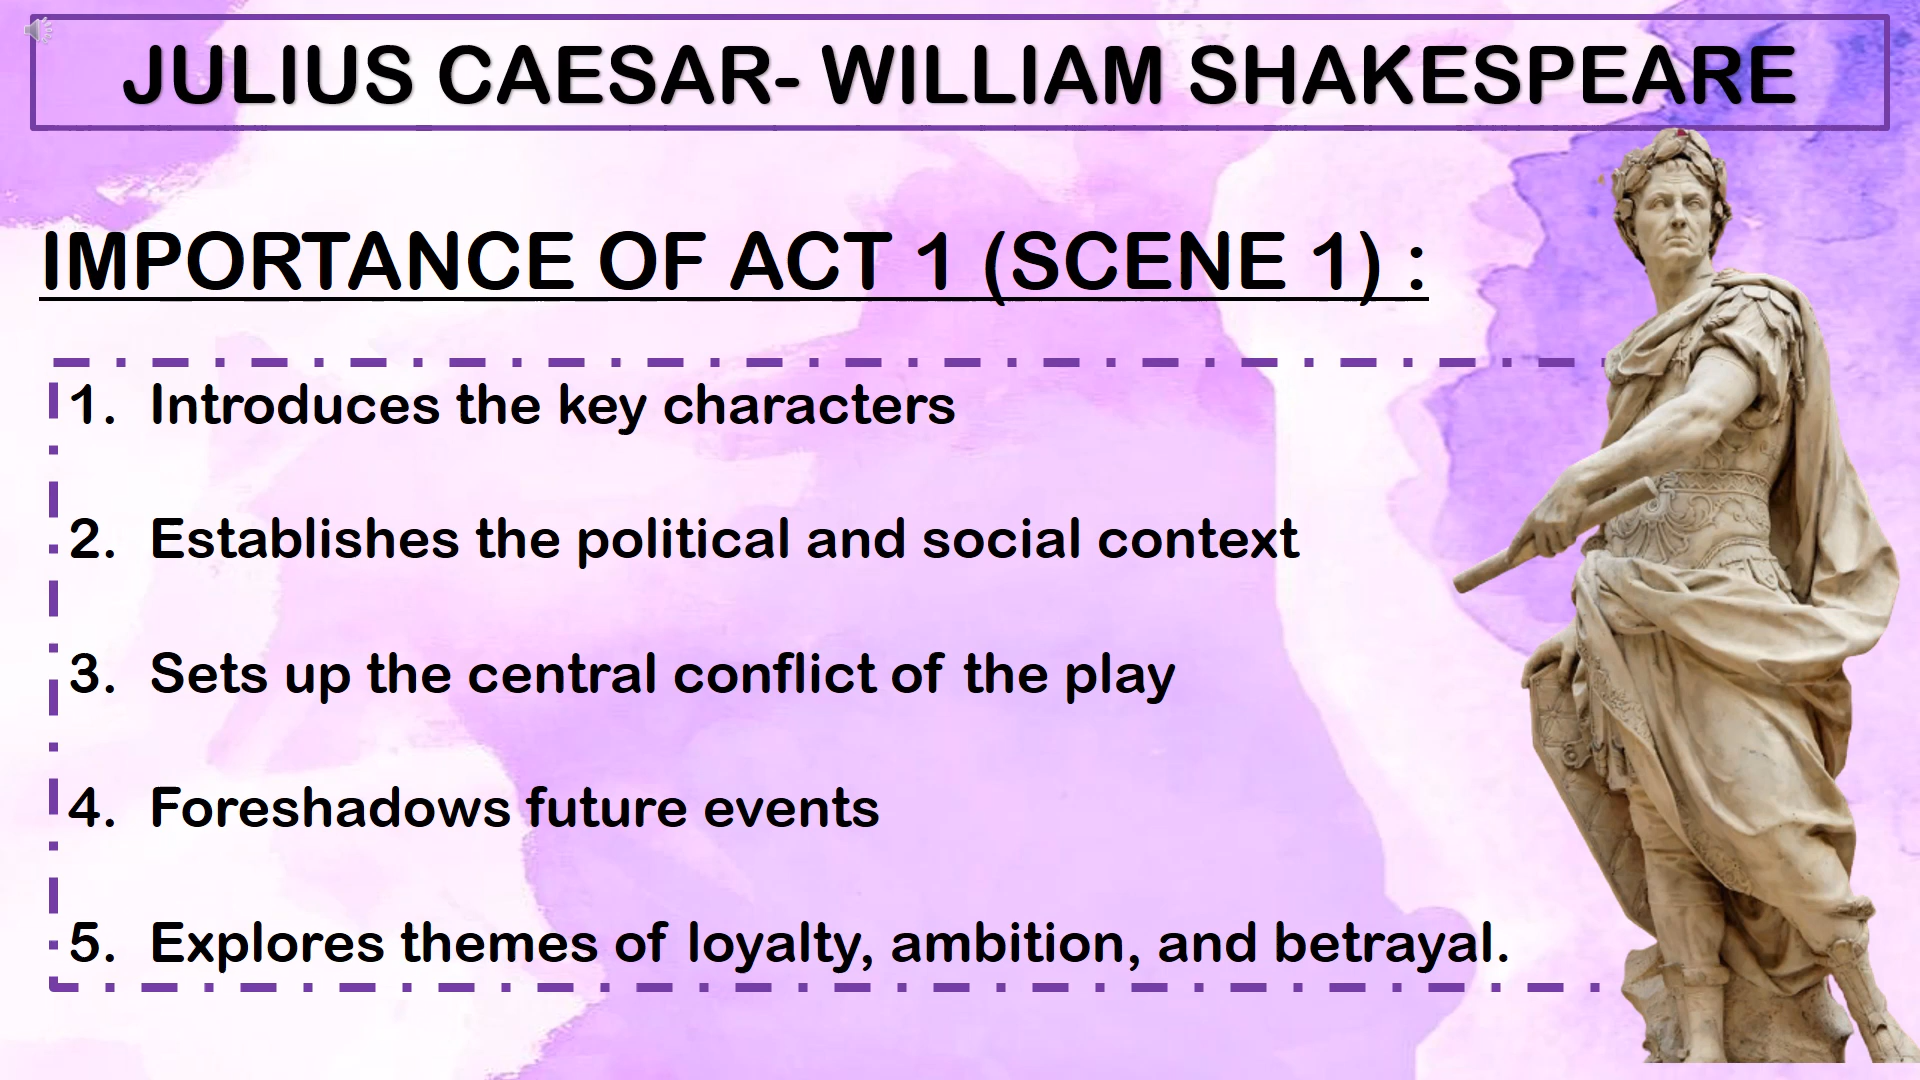 JULIUS CAESAR- WILLIAM SHAKESPEARE
IMPORTANCE OF ACT 1 (SCENE 1) :
1. Introduces the key characters
2. Establishes the political and social context
3. Sets up the central conflict of the play
4. Foreshadows future events
5. Explores themes of loyalty, ambition, and betrayal.